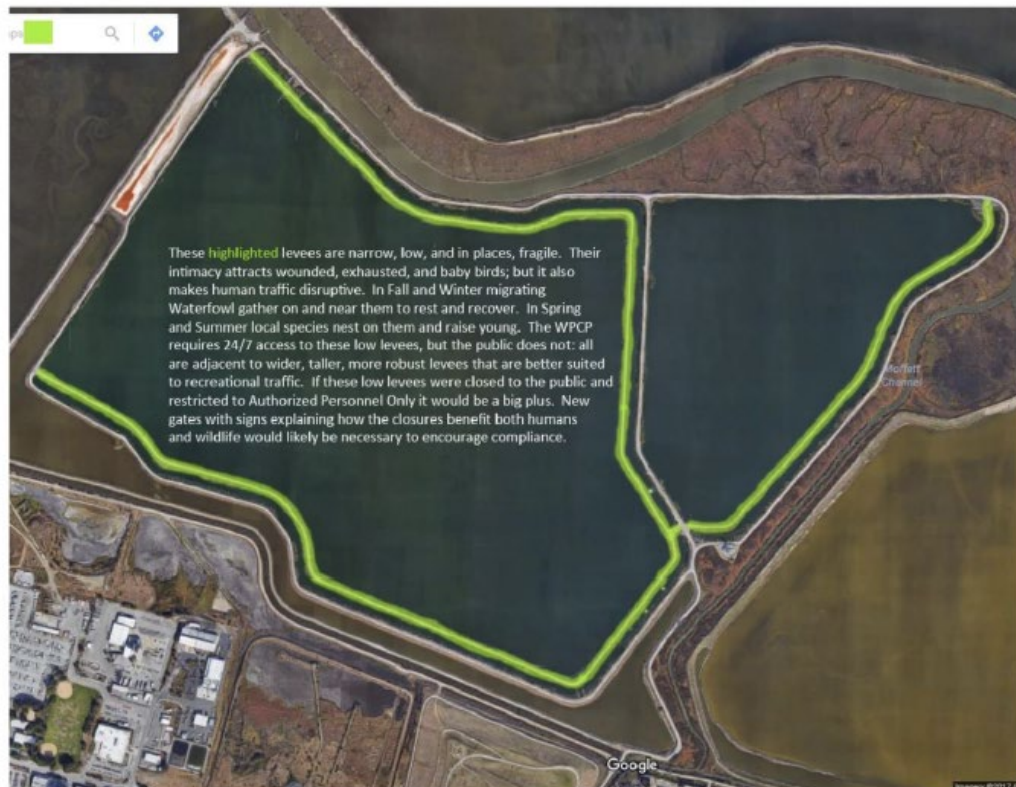 aps
These highlighted levees are narrow, low, and in places, fragile.  Their
intimacy attracts wounded, exhausted, and baby birds; but it also
makes human traffic disruptive.  In Fall and Winter migrating
Waterfowl gather on and near them to rest and recover.  In Spring
and Summer local species nest on them and raise young.  The WPCP
requires 24/7 access to these low levees, but the public does not: all
are adjacent to wider, taller, more robust levees that are better suited
to recreational traffic.  If these low levees were closed to the public and
restricted to Authorized Personnel Only it would be a big plus.  New
gates with signs explaining how the closures benefit both humans
and wildlife would likely be necessary to encourage compliance.
Moffett
Channel
Google